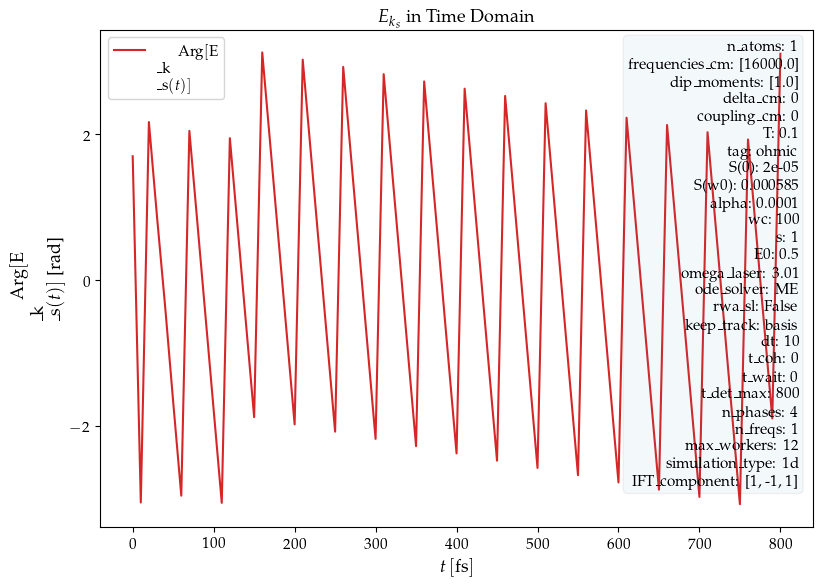 E_{k_s} in Time Domain
Arg[E
_k
_s(t)]
n_atoms: 1
frequencies_cm: [16000.0]
dip_moments: [1.0]
delta_cm: 0
coupling_cm: 0
T: 0.1
tag: ohmic
S(0): 2e-05
S(w0): 0.000585
alpha: 0.0001
wc: 100
s: 1
E0: 0.5
omega_laser: 3.01
ode_solver: ME
rwa_sl: False
keep_track: basis
dt: 10
t_coh: 0
t_wait: 0
t_det_max: 800
n_phases: 4
n_freqs: 1
max_workers: 12
simulation_type: 1d
IFT_component: [1, -1, 1]
Arg[E
_k
_s(t)] [rad]
2
0
−2
0 100 200 300 400 500 600 700 800
t [fs]